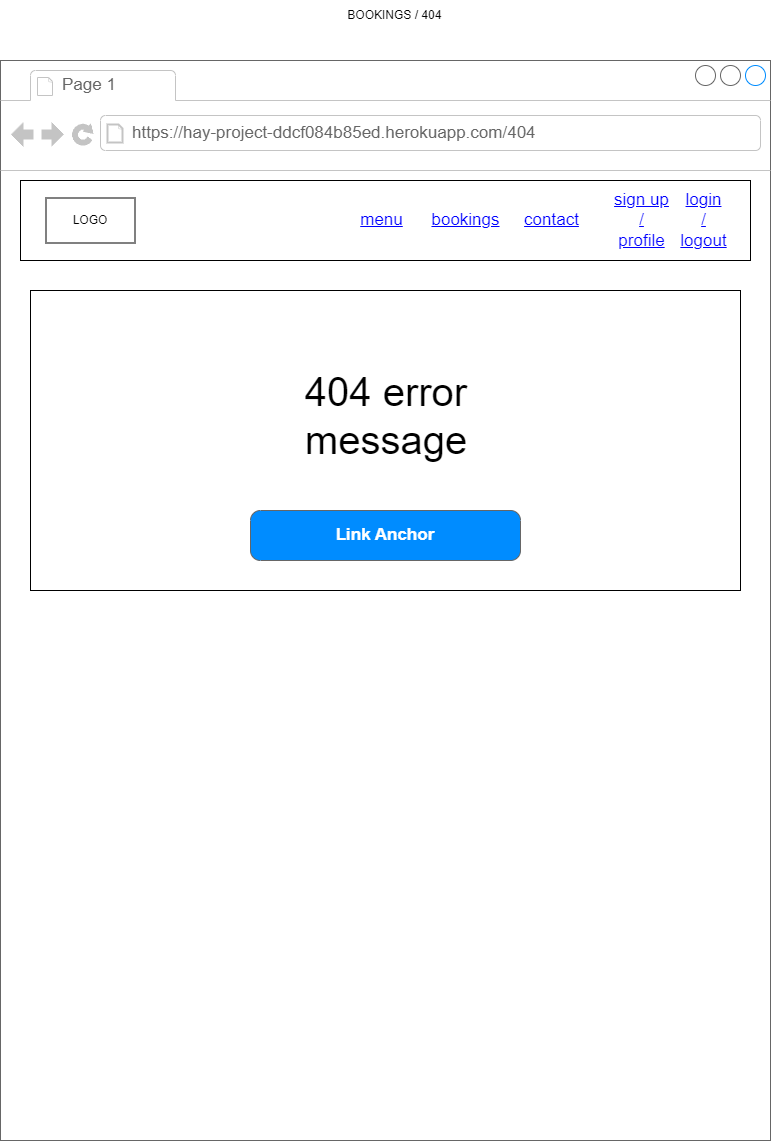 BOOKINGS / 404
Page 1
https://hay-project-ddcf084b85ed.herokuapp.com/404
LOGO
menu
bookings
contact
sign up
/
profile
login
/
logout
404 error
message
Link Anchor